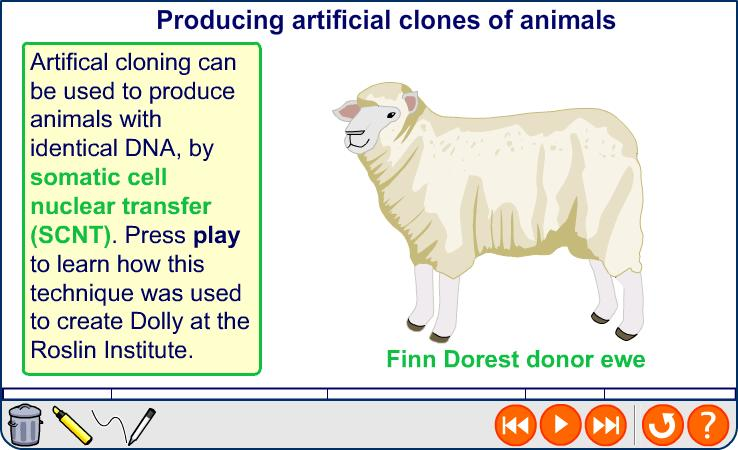 Producing artificial clones of animals
Artifical cloning can
be used to produce
animals with
identical DNA, by
somatic cell
nuclear transfer
(SCNT). Press play
to learn how this
technique was used
to create Dolly at the
Roslin Institute.
Finn Dorest donor ewe
?